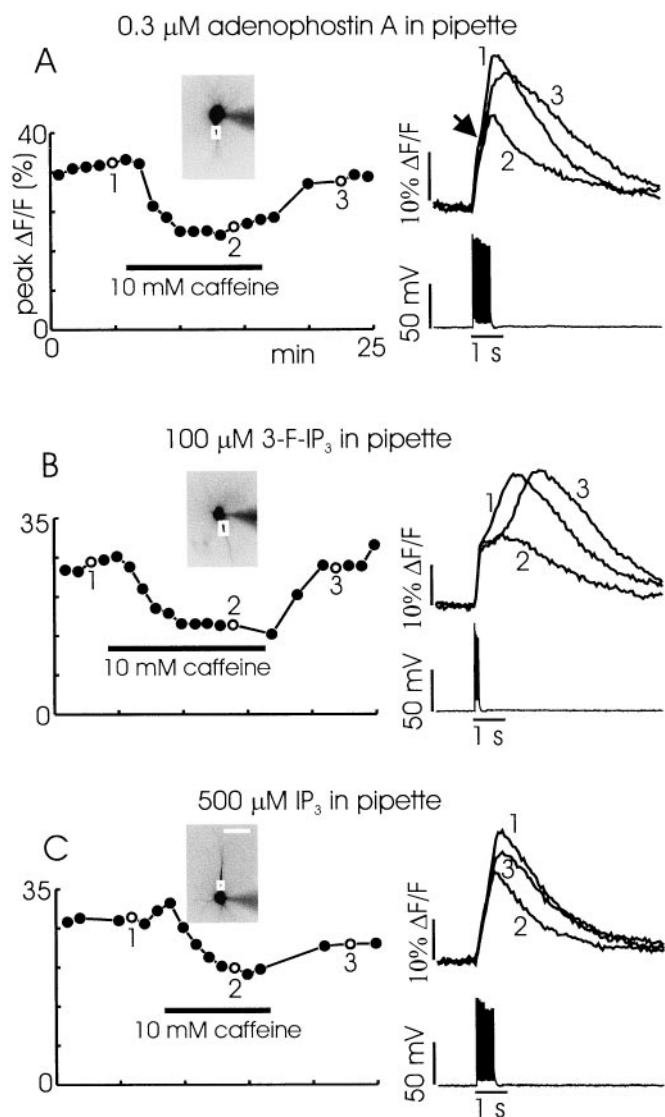 0.3 μM adenophostin A in pipette
A
40
peak ΔF/F (%)
0
1
2
3
10 mM caffeine
0
min
25
1
3
2
10% ΔF/F
50 mV
1 s
100 μM 3-F-IP₃ in pipette
B
35
0
1
2
3
10 mM caffeine
1
3
2
10% ΔF/F
50 mV
1 s
500 μM IP₃ in pipette
C
35
0
1
2
3
10 mM caffeine
1
3
2
10% ΔF/F
50 mV
1 s